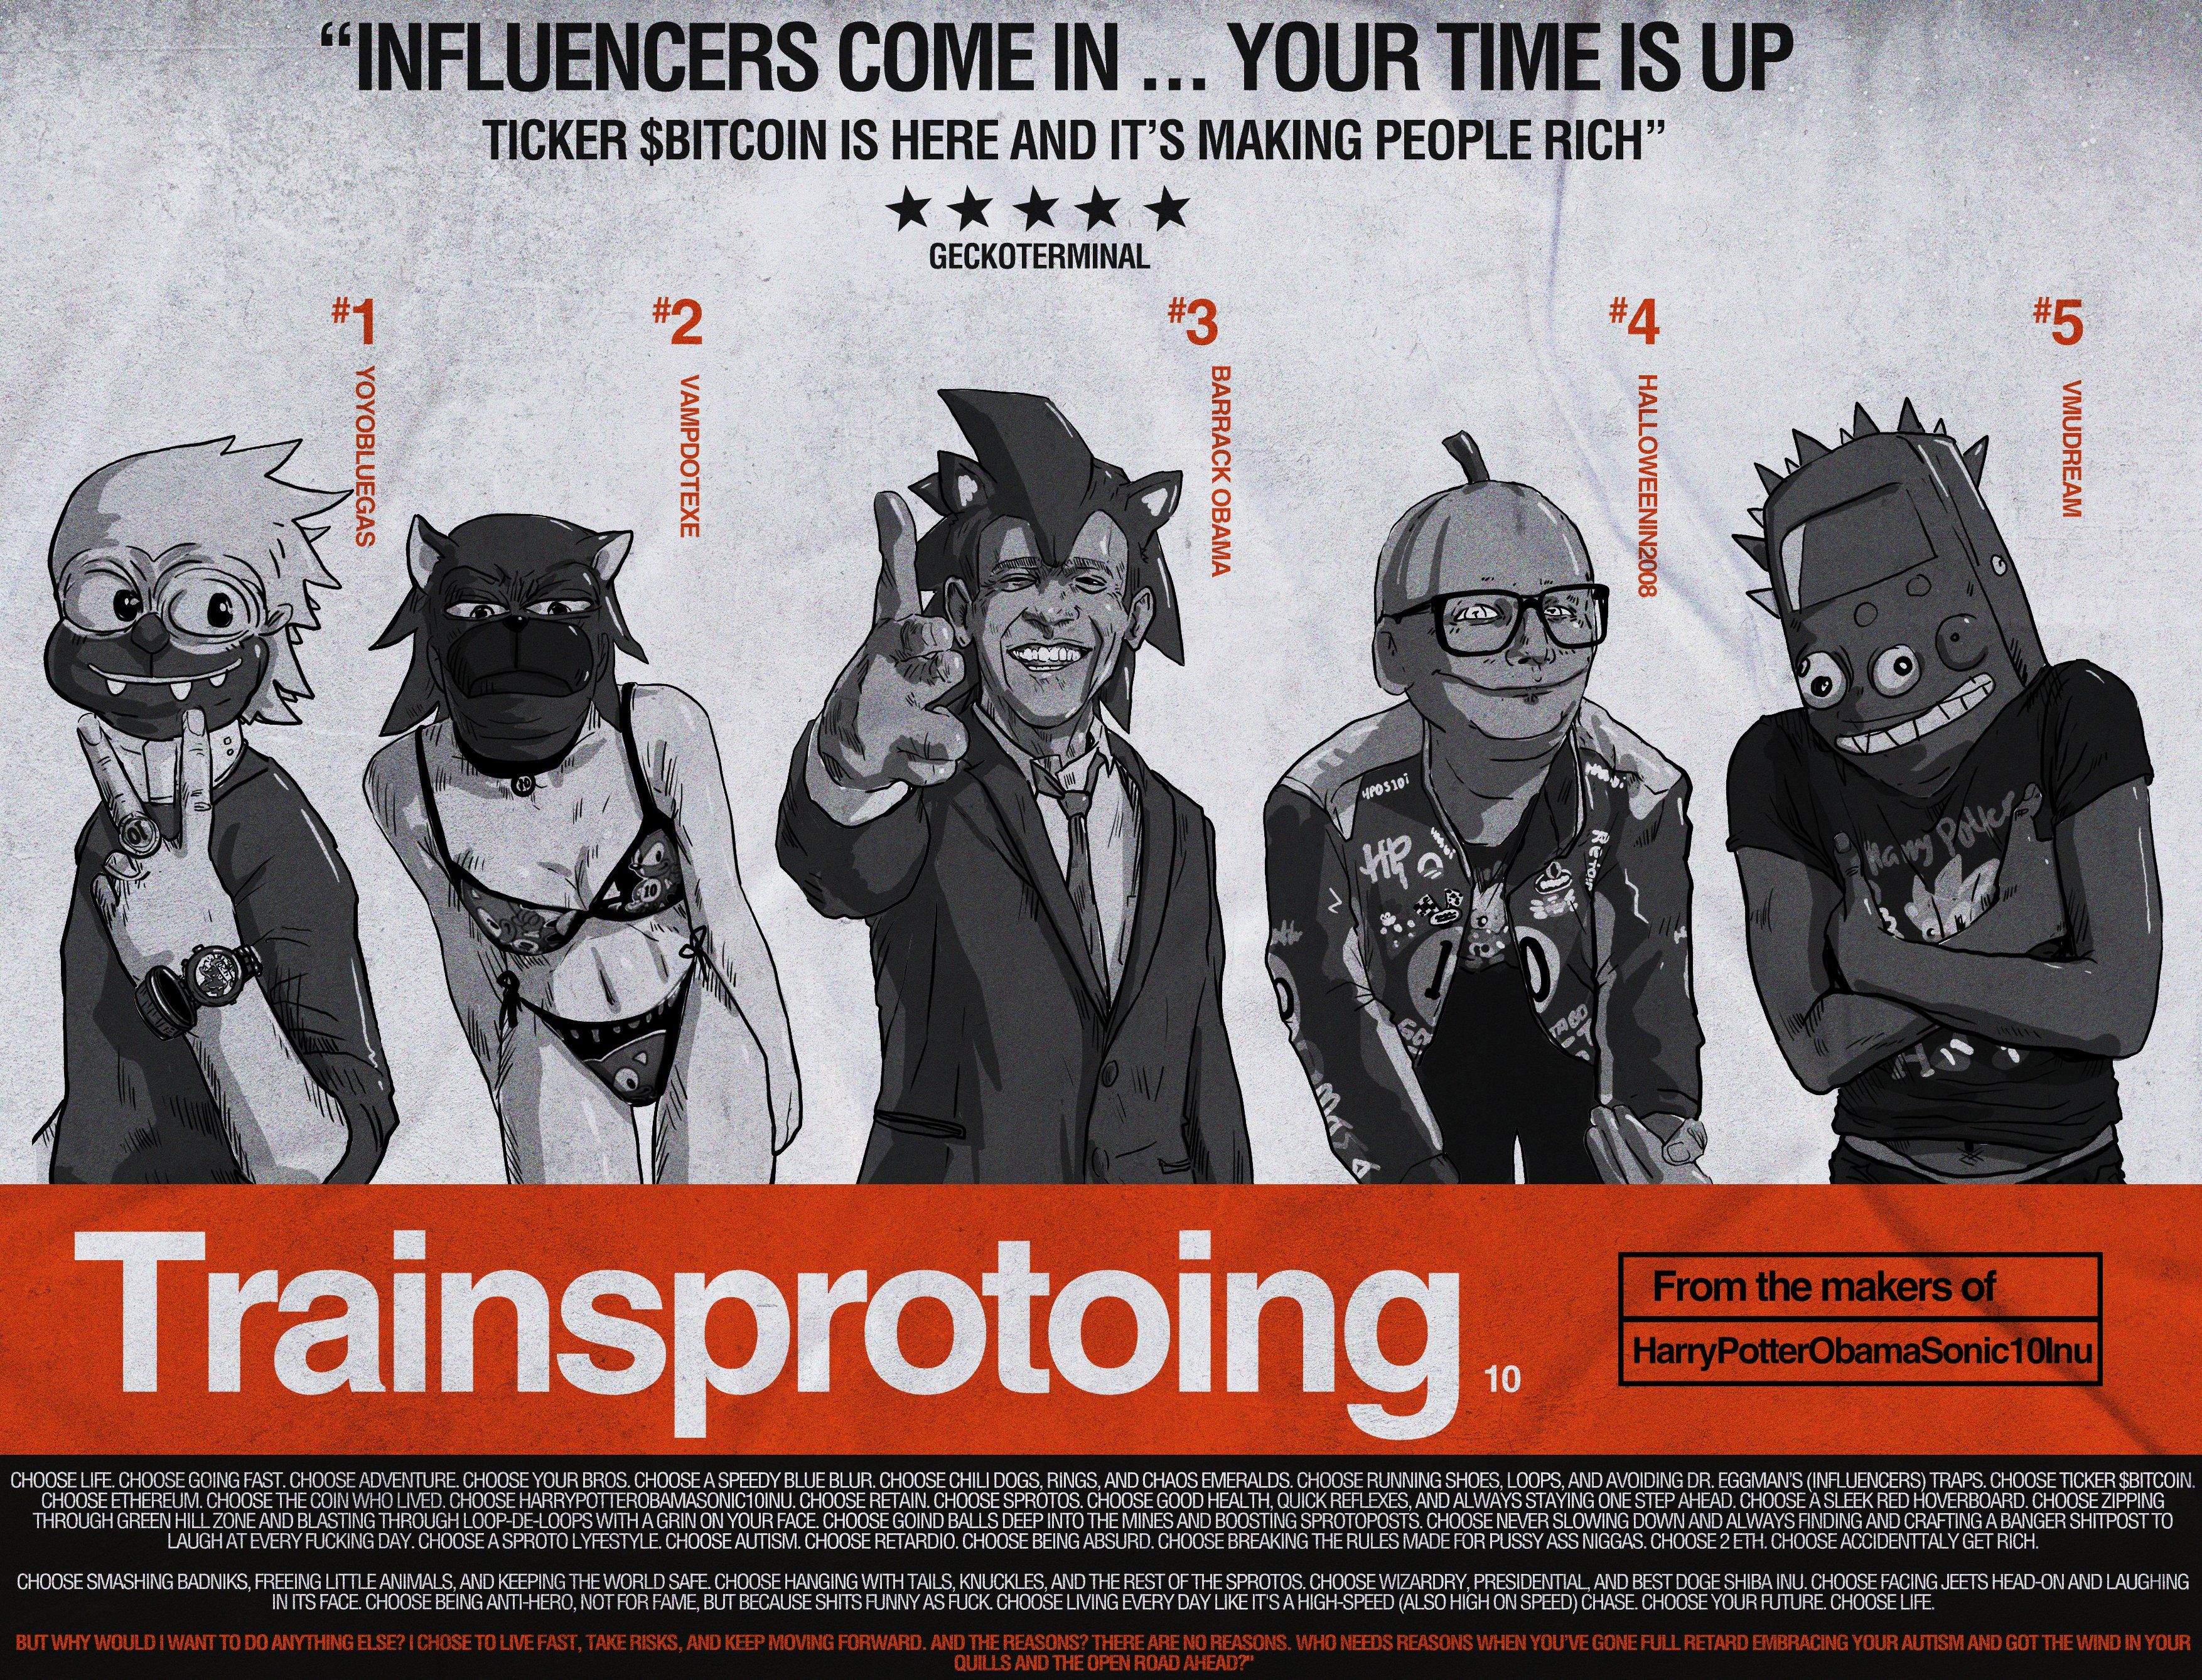 “INFLUENCERS COME IN ... YOUR TIME IS UP
TICKER $BITCOIN IS HERE AND IT’S MAKING PEOPLE RICH”
GECKOTERMINAL
#1
YOYOBLUEGAS
#2
VAMPDOTEXE
#3
BARRACK OBAMA
#4
HALLOWEENIN2008
#5
VMUDREAM
10
HPOS10i
HP
10
Harry Potter
Trainsprotoing
10
From the makers of
HarryPotterObamaSonic10Inu
CHOOSE LIFE. CHOOSE GOING FAST. CHOOSE ADVENTURE. CHOOSE YOUR BROS. CHOOSE A SPEEDY BLUE BLUR. CHOOSE CHILI DOGS, RINGS, AND CHAOS EMERALDS. CHOOSE RUNNING SHOES, LOOPS, AND AVOIDING DR. EGGMAN'S (INFLUENCERS) TRAPS. CHOOSE TICKER $BITCOIN.
CHOOSE ETHEREUM. CHOOSE THE COIN WHO LIVED. CHOOSE HARRYPOTTEROBAMASONIC10INU. CHOOSE RETAIN. CHOOSE SPROTOS. CHOOSE GOOD HEALTH, QUICK REFLEXES, AND ALWAYS STAYING ONE STEP AHEAD. CHOOSE A SLEEK RED HOVERBOARD. CHOOSE ZIPPING
THROUGH GREEN HILL ZONE AND BLASTING THROUGH LOOP-DE-LOOPS WITH A GRIN ON YOUR FACE. CHOOSE GOIND BALLS DEEP INTO THE MINES AND BOOSTING SPROTOPOSTS. CHOOSE NEVER SLOWING DOWN AND ALWAYS FINDING AND CRAFTING A BANGER SHITPOST TO
LAUGH AT EVERY FUCKING DAY. CHOOSE A SPROTO LYFESTYLE. CHOOSE AUTISM. CHOOSE RETARDIO. CHOOSE BEING ABSURD. CHOOSE BREAKING THE RULES MADE FOR PUSSY ASS NIGGAS. CHOOSE 2 ETH. CHOOSE ACCIDENTTALY GET RICH.
CHOOSE SMASHING BADNIKS, FREEING LITTLE ANIMALS, AND KEEPING THE WORLD SAFE. CHOOSE HANGING WITH TAILS, KNUCKLES, AND THE REST OF THE SPROTOS. CHOOSE WIZARDRY, PRESIDENTIAL, AND BEST DOGE SHIBA INU. CHOOSE FACING JEETS HEAD-ON AND LAUGHING
IN ITS FACE. CHOOSE BEING ANTI-HERO, NOT FOR FAME, BUT BECAUSE SHITS FUNNY AS FUCK. CHOOSE LIVING EVERY DAY LIKE IT'S A HIGH-SPEED (ALSO HIGH ON SPEED) CHASE. CHOOSE YOUR FUTURE. CHOOSE LIFE.
BUT WHY WOULD I WANT TO DO ANYTHING ELSE? I CHOSE TO LIVE FAST, TAKE RISKS, AND KEEP MOVING FORWARD. AND THE REASONS? THERE ARE NO REASONS. WHO NEEDS REASONS WHEN YOU'VE GONE FULL RETARD EMBRACING YOUR AUTISM AND GOT THE WIND IN YOUR
QUILLS AND THE OPEN ROAD AHEAD?"